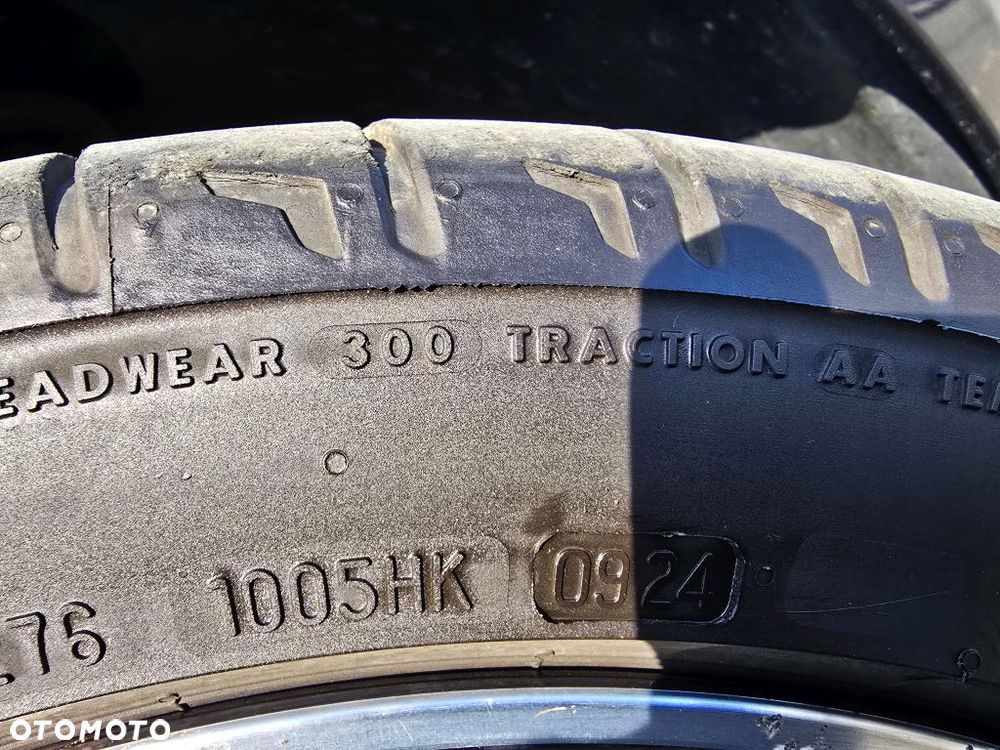 EADWEAR 300 TRACTION AA TE
.76 1005HK 0924
OTOMOTO